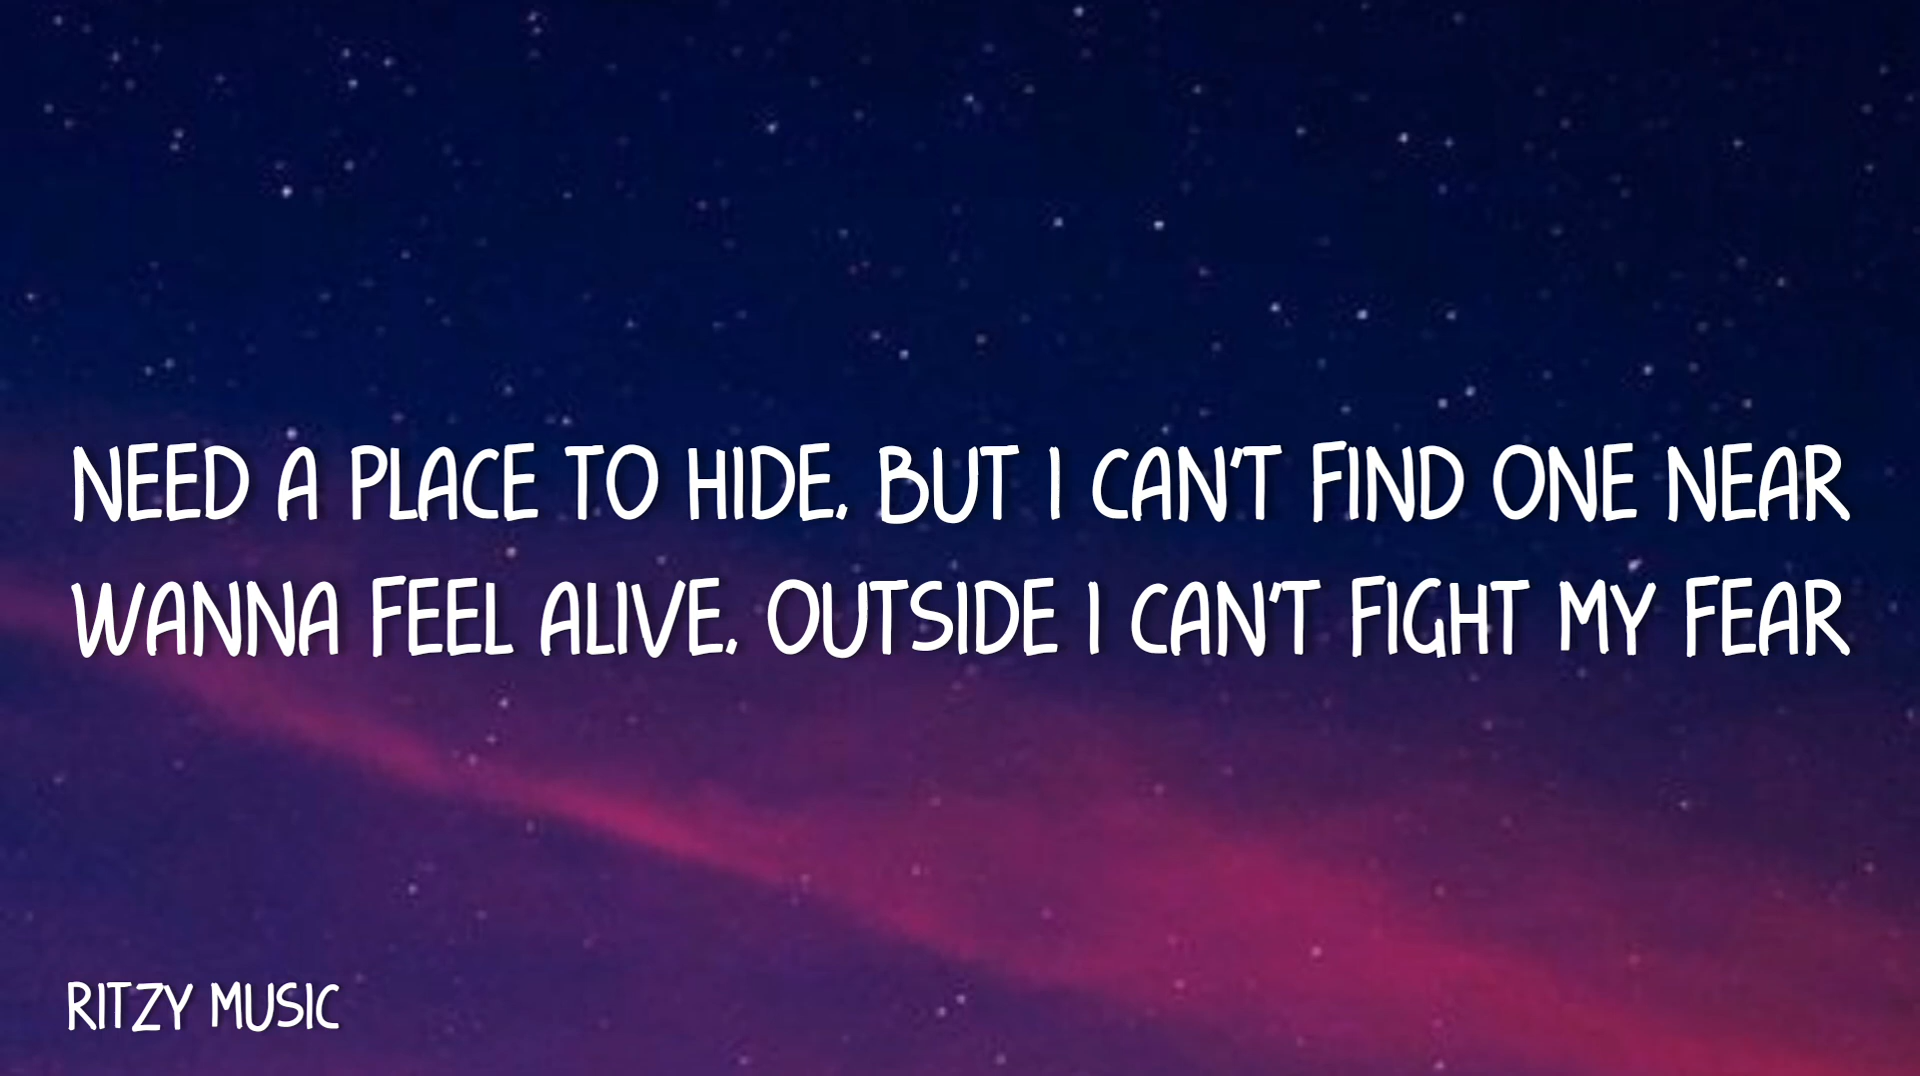 NEED A PLACE TO HIDE, BUT I CAN'T FIND ONE NEAR
WANNA FEEL ALIVE, OUTSIDE I CAN'T FIGHT MY FEAR
RITZY MUSIC